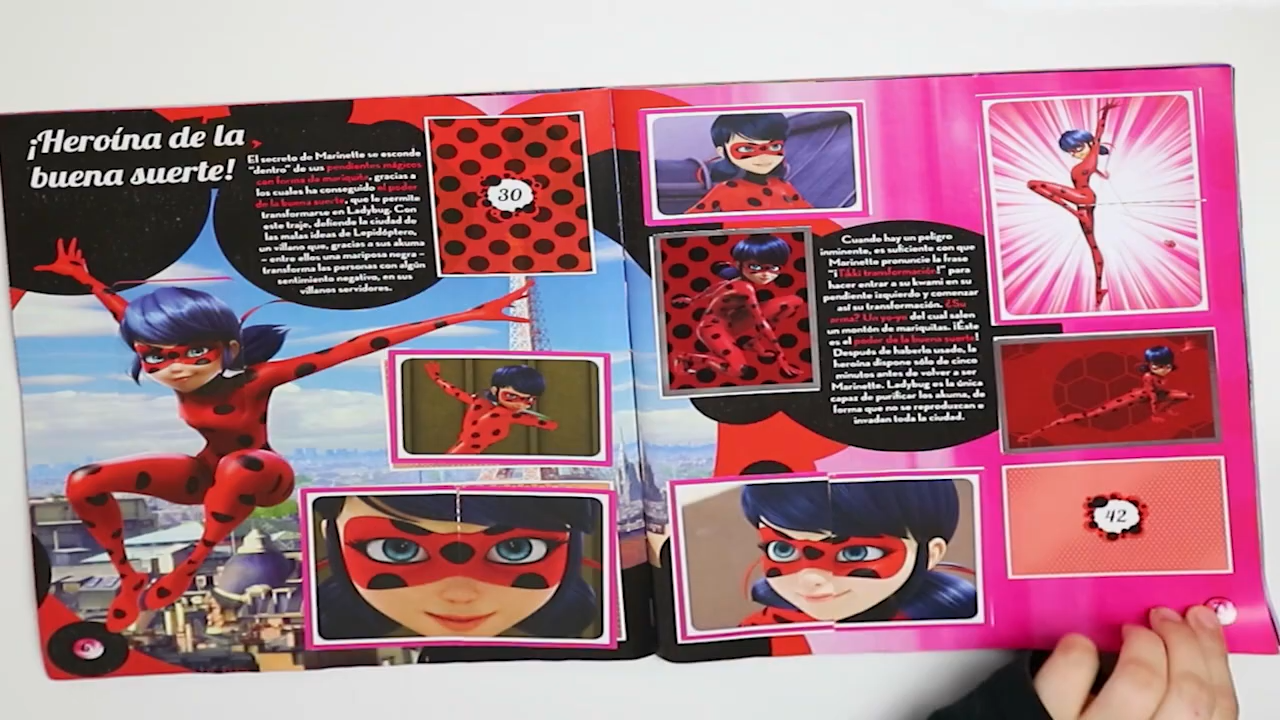 ¡Heroína de la
buena suerte!
El secreto de Marinette se esconde
"dentro" de sus pendientes mágicos
con forma de mariquita, gracias a
los cuales ha conseguido el poder
de la buena suerte, que le permite
transformarse en Ladybug. Con
este traje, defiende la ciudad de
las malas ideas de Lepidóptero,
un villano que, gracias a sus akuma
– entre ellos una mariposa negra –
transforma las personas con algún
sentimiento negativo, en sus
villanos servidores.
30
Cuando hay un peligro
inminente, es suficiente con que
Marinette pronuncie la frase
"¡Tikki transformación!" para
hacer entrar a su kwami en su
pendiente izquierdo y comenzar
así su transformación. ¿Su
arma? Un yo-yo del cual salen
un montón de mariquitas. ¡Éste
es el poder de la buena suerte!
Después de haberlo usado, la
heroína dispone sólo de cinco
minutos antes de volver a ser
Marinette. Ladybug es la única
capaz de purificar los akuma, de
forma que no se reproduzcan e
invadan toda la ciudad.
42